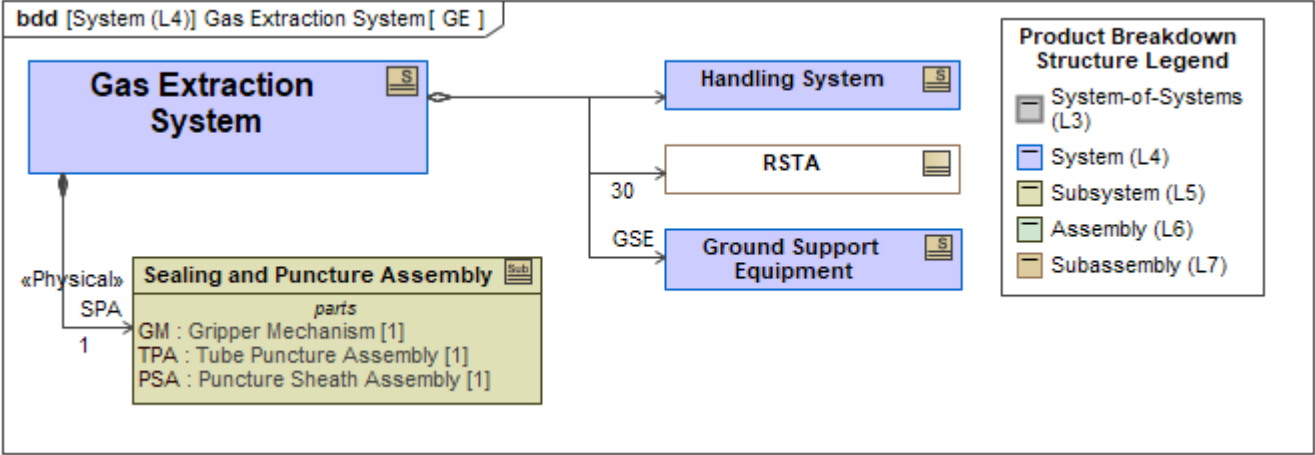 bdd [System (L4)] Gas Extraction System[ GE ]
Gas Extraction
System
S
Handling System
S
RSTA
30
GSE
Ground Support
Equipment
S
«Physical»
SPA
1
Sealing and Puncture Assembly
Sub
parts
GM : Gripper Mechanism [1]
TPA : Tube Puncture Assembly [1]
PSA : Puncture Sheath Assembly [1]
Product Breakdown
Structure Legend
System-of-Systems
(L3)
System (L4)
Subsystem (L5)
Assembly (L6)
Subassembly (L7)